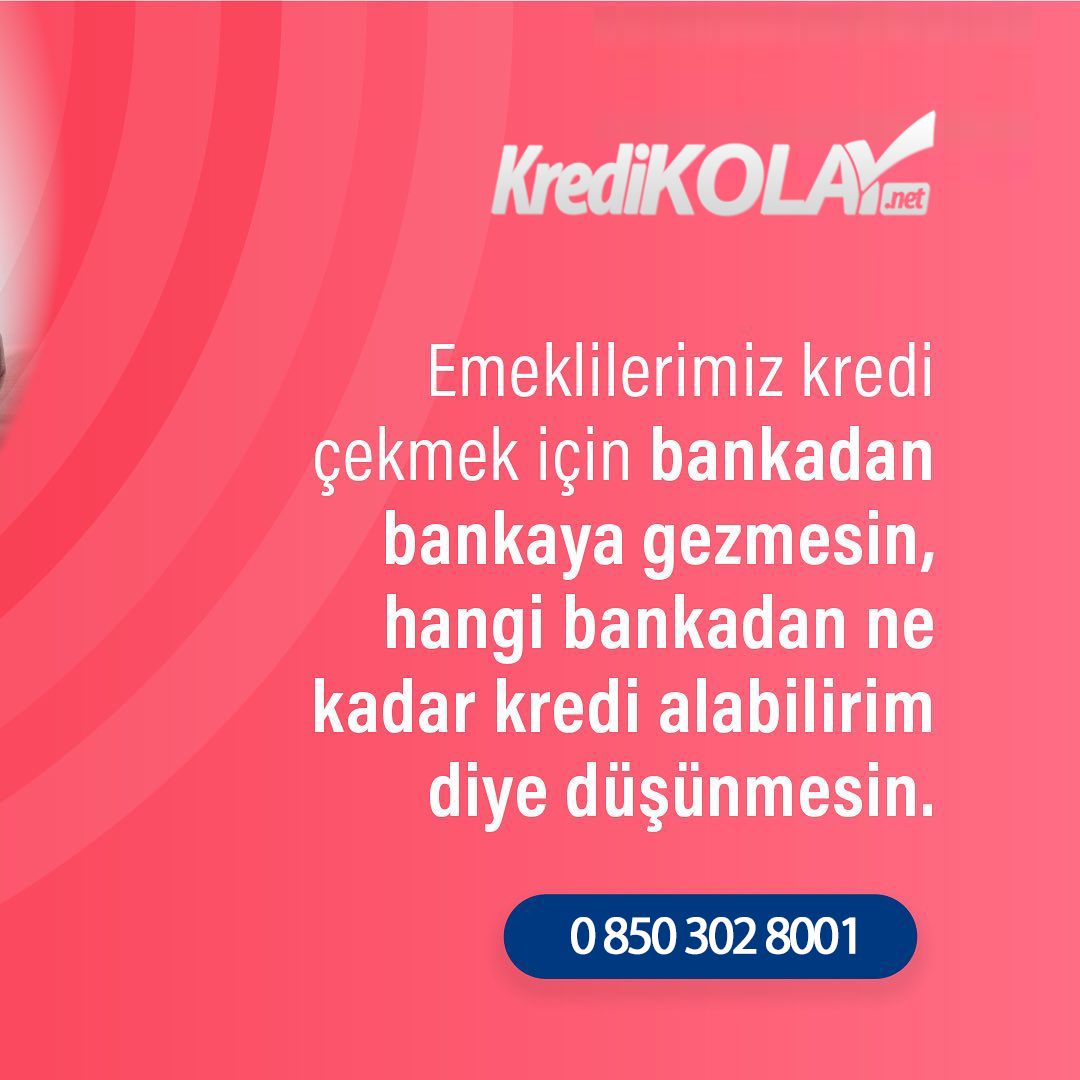 KrediKOLAY.net
Emeklilerimiz kredi
çekmek için bankadan
bankaya gezmesin,
hangi bankadan ne
kadar kredi alabilirim
diye düşünmesin.
0 850 302 8001